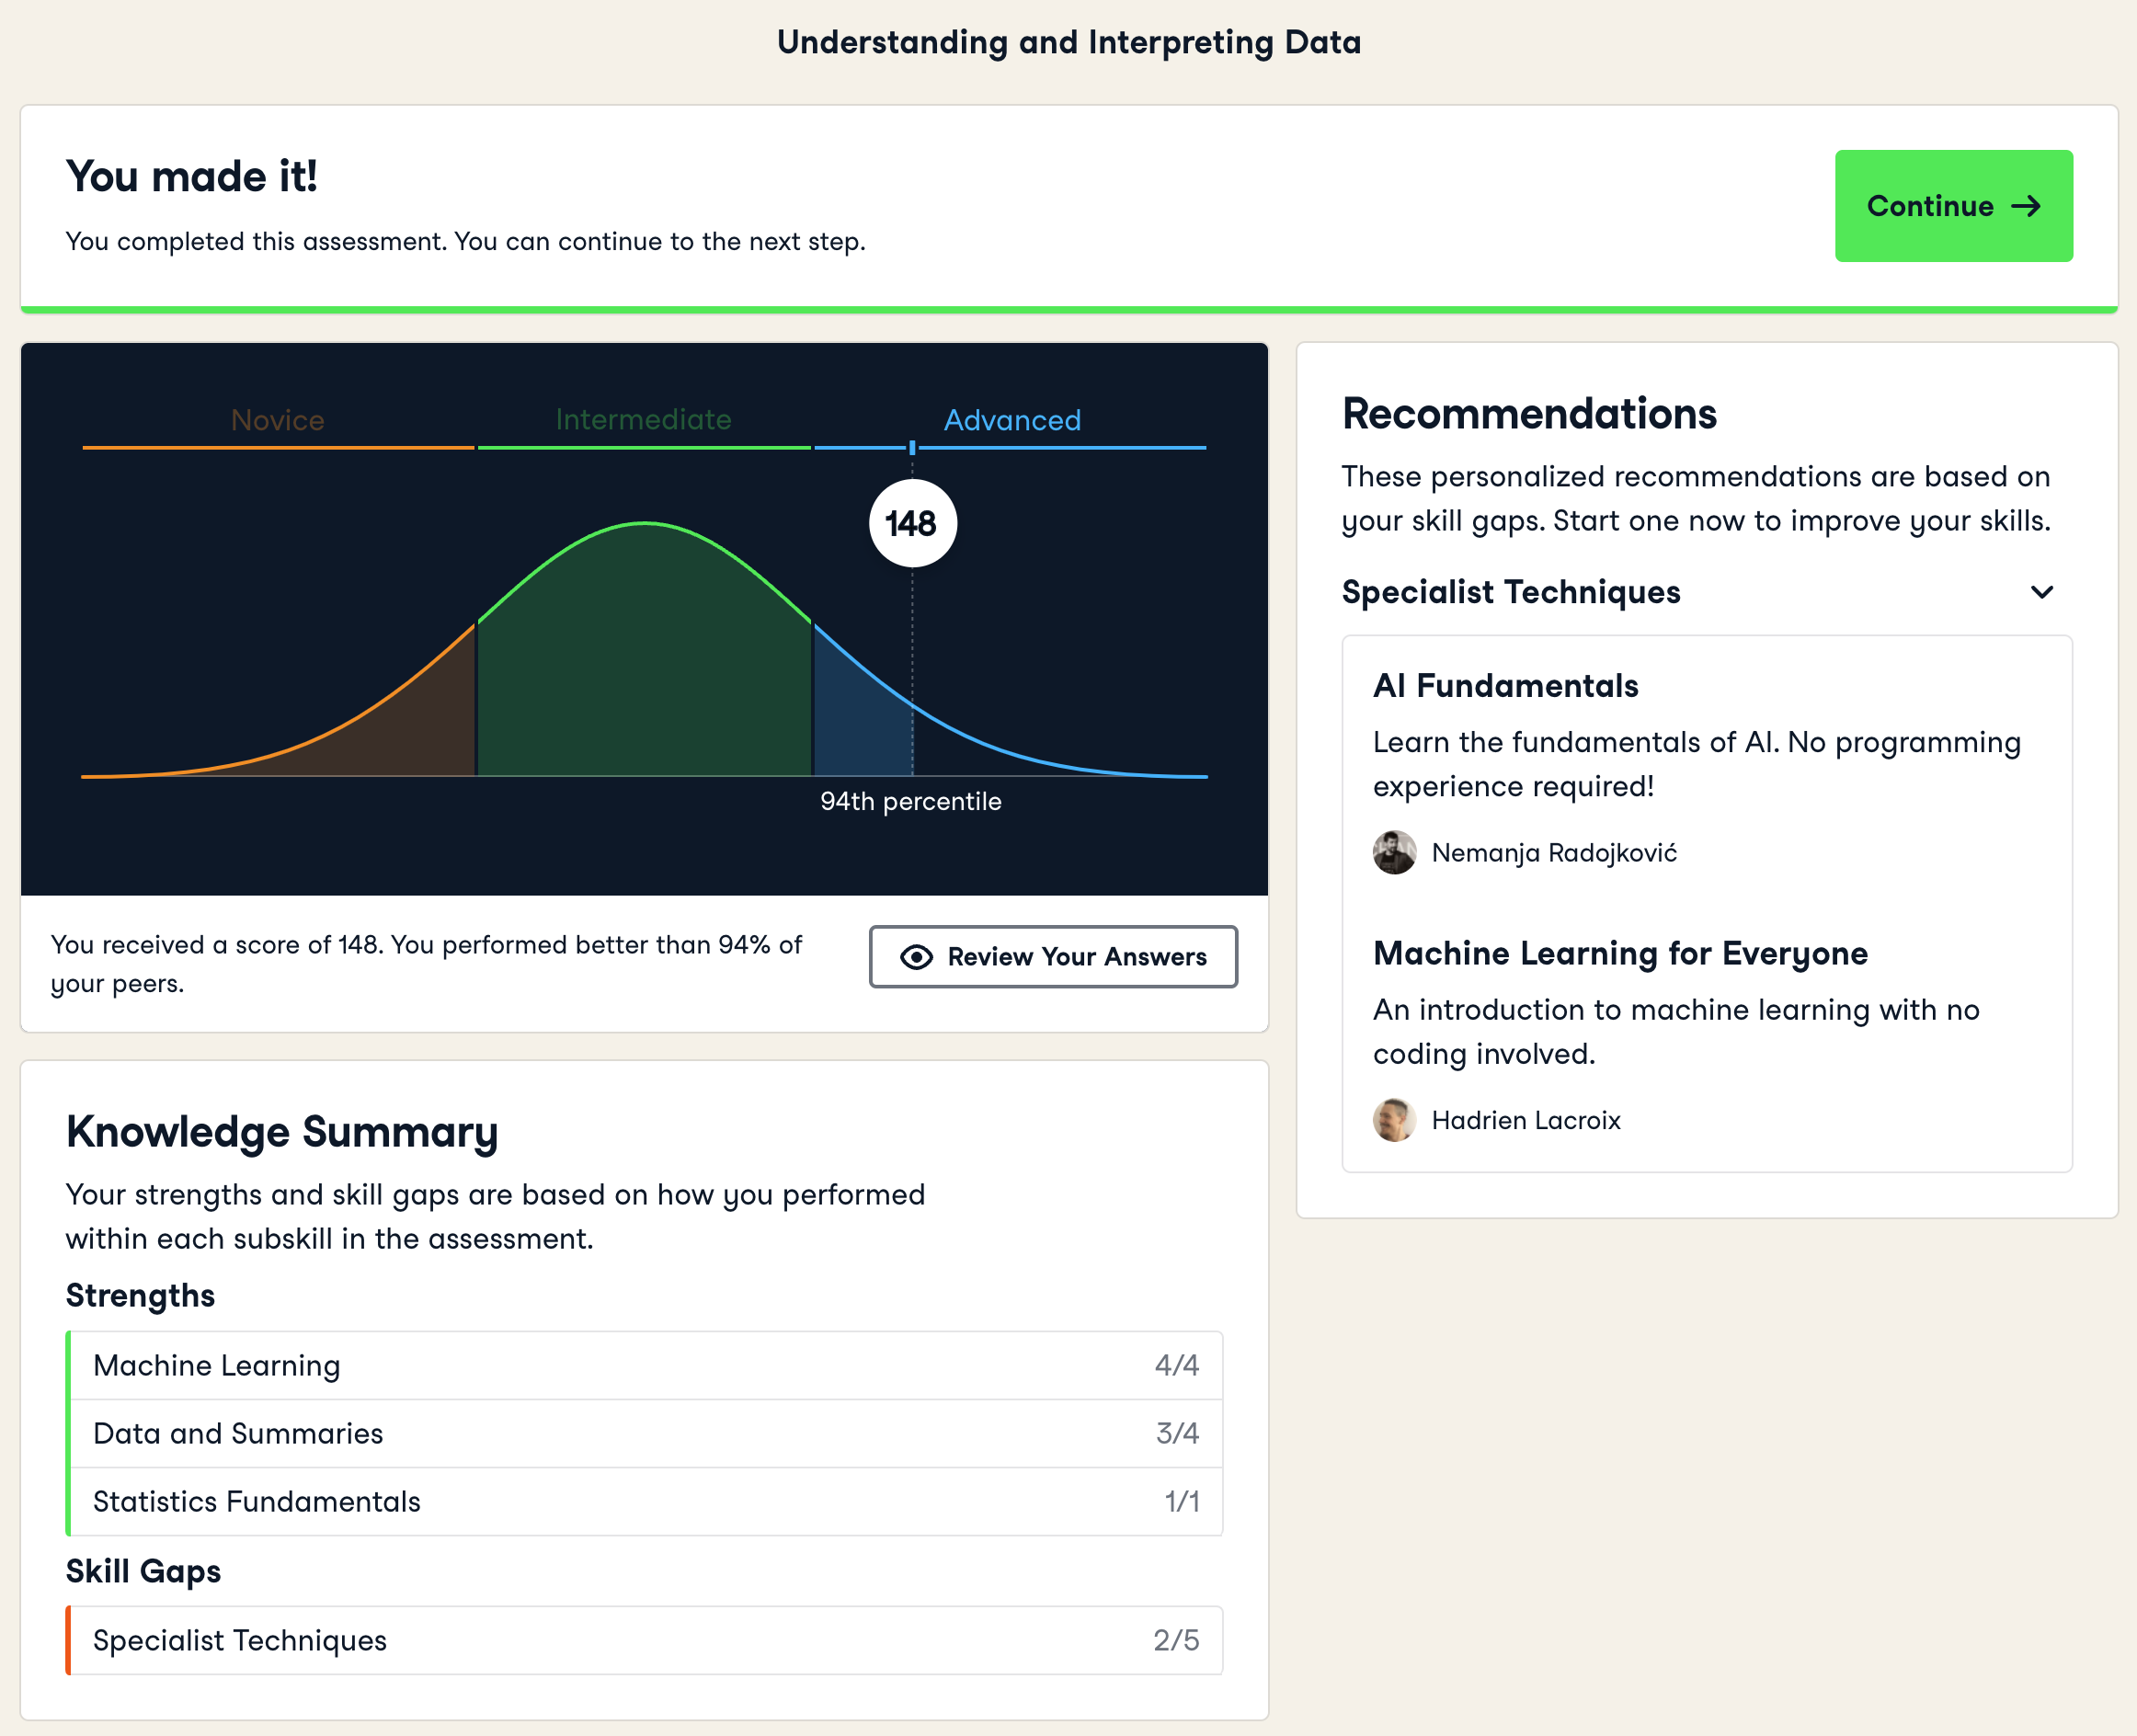 Understanding and Interpreting Data
You made it!
You completed this assessment. You can continue to the next step.
Continue
Novice
Intermediate
Advanced
148
94th percentile
You received a score of 148. You performed better than 94% of
your peers.
Review Your Answers
Knowledge Summary
Your strengths and skill gaps are based on how you performed
within each subskill in the assessment.
Strengths
Machine Learning 4/4
Data and Summaries 3/4
Statistics Fundamentals 1/1
Skill Gaps
Specialist Techniques 2/5
Recommendations
These personalized recommendations are based on
your skill gaps. Start one now to improve your skills.
Specialist Techniques
AI Fundamentals
Learn the fundamentals of AI. No programming
experience required!
Nemanja Radojković
Machine Learning for Everyone
An introduction to machine learning with no
coding involved.
Hadrien Lacroix